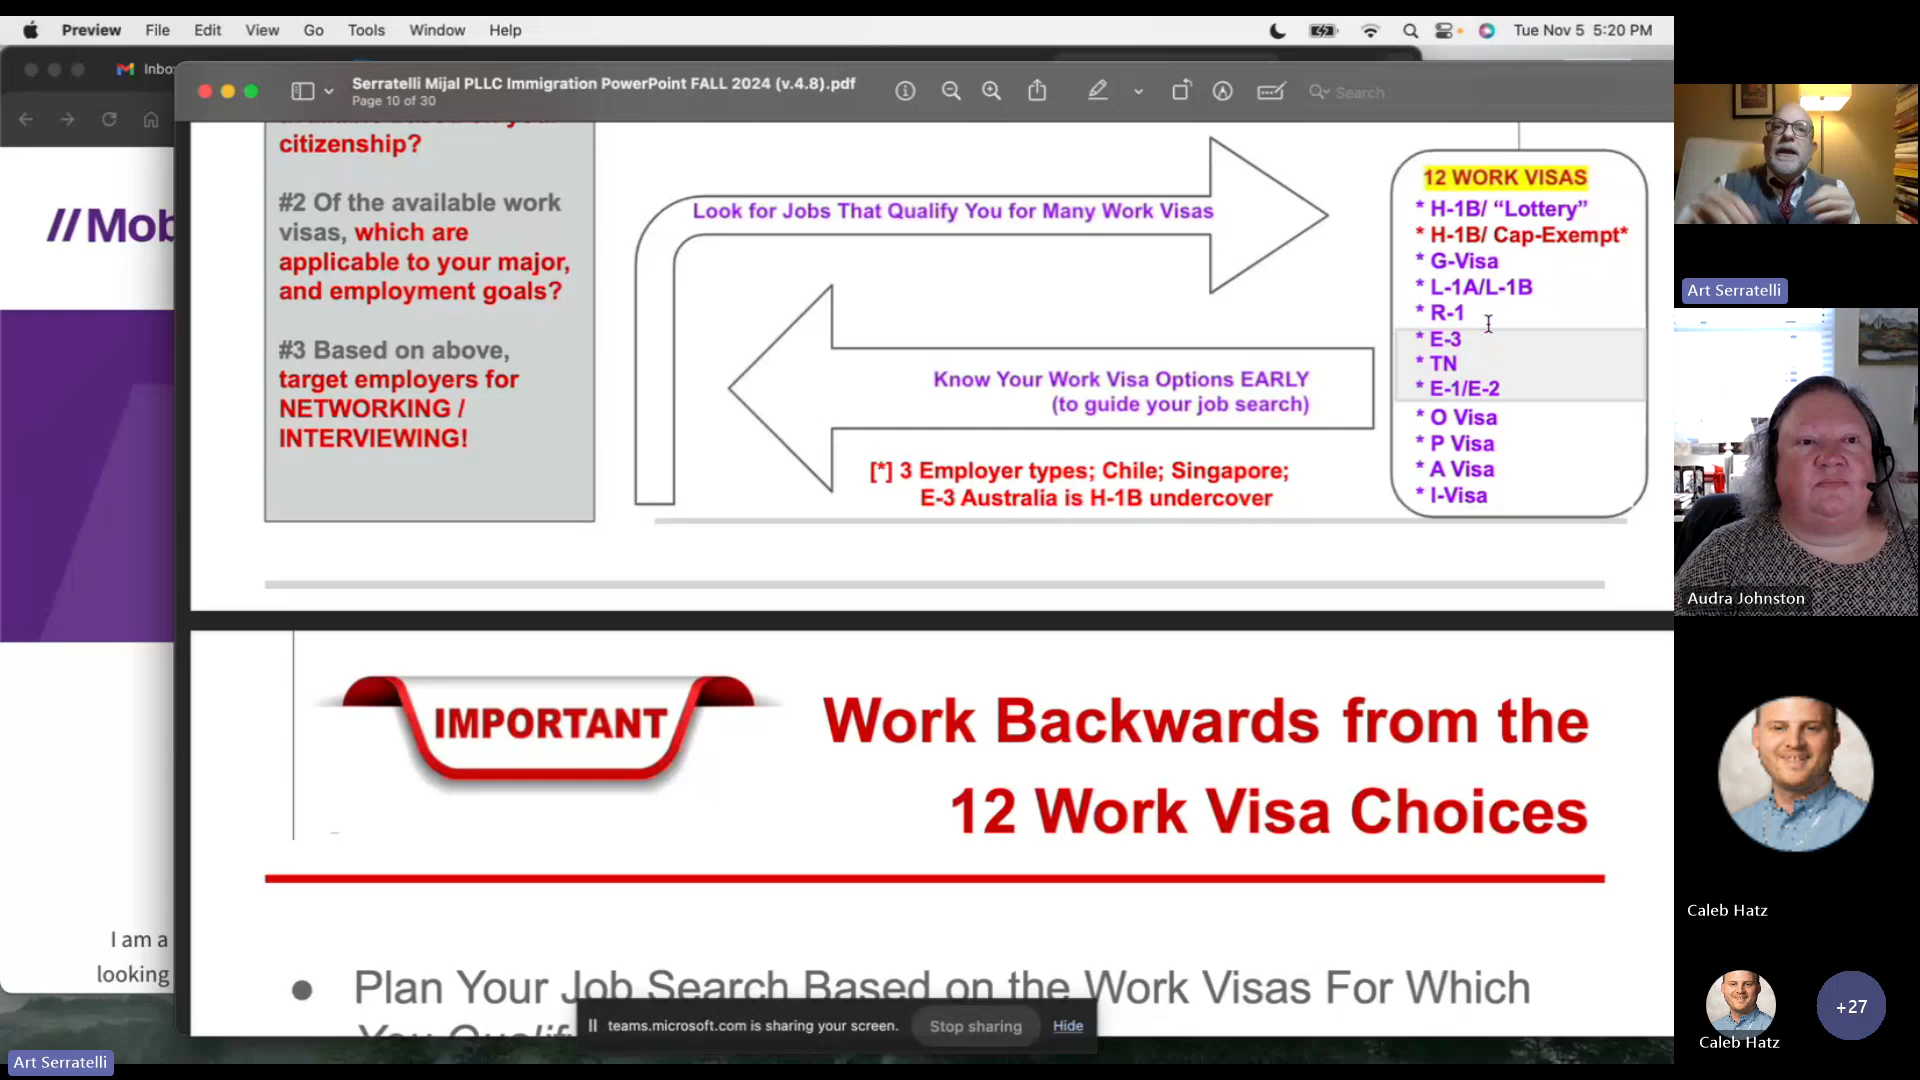 Preview File Edit View Go Tools Window Help
Tue Nov 5 5:20 PM
Inbo
Serratelli Mijal PLLC Immigration PowerPoint FALL 2024 (v.4.8).pdf
Page 10 of 30
Search
// Mob
I am a
looking
citizenship?
#2 Of the available work
visas, which are
applicable to your major,
and employment goals?
#3 Based on above,
target employers for
NETWORKING /
INTERVIEWING!
Look for Jobs That Qualify You for Many Work Visas
Know Your Work Visa Options EARLY
(to guide your job search)
[*] 3 Employer types; Chile; Singapore;
E-3 Australia is H-1B undercover
12 WORK VISAS
* H-1B/ “Lottery”
* H-1B/ Cap-Exempt*
* G-Visa
* L-1A/L-1B
* R-1
* E-3
* TN
* E-1/E-2
* O Visa
* P Visa
* A Visa
* I-Visa
IMPORTANT
Work Backwards from the
12 Work Visa Choices
● Plan Your Job Search Based on the Work Visas For Which
teams.microsoft.com is sharing your screen. Stop sharing Hide
Art Serratelli
Art Serratelli
Audra Johnston
Caleb Hatz
+27
Caleb Hatz